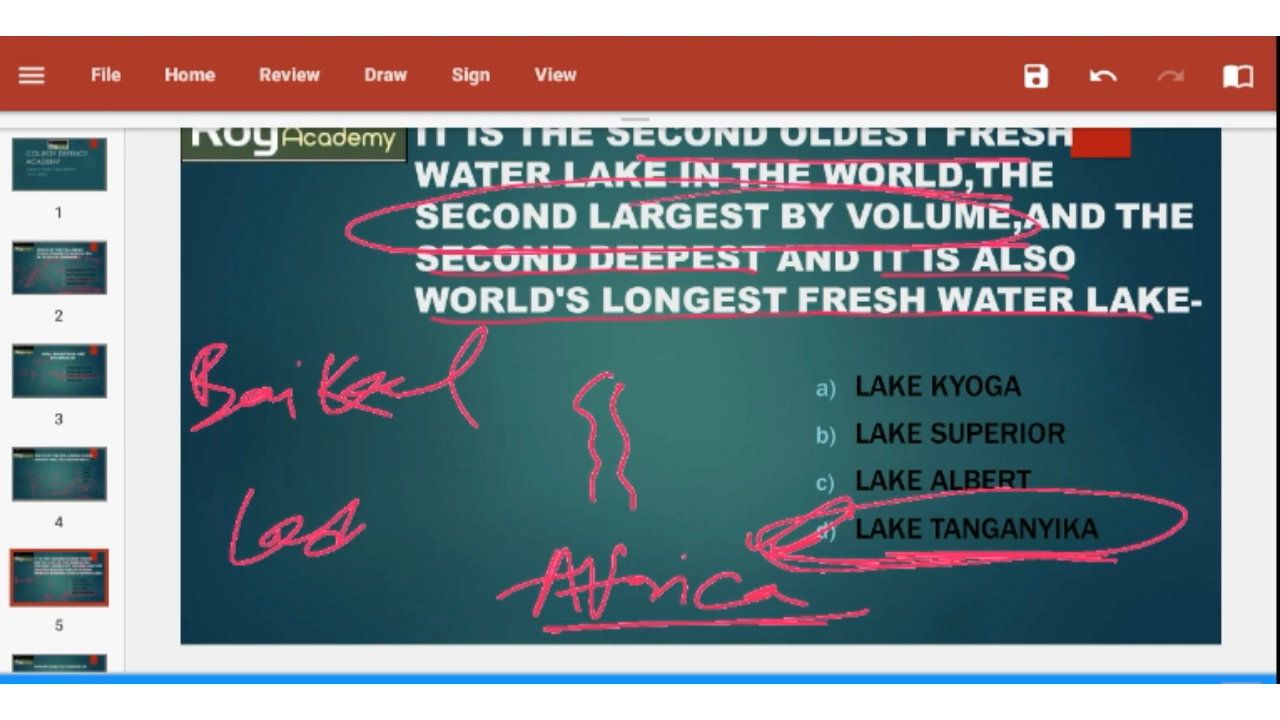 File Home Review Draw Sign View
Roy Academy
IT IS THE SECOND OLDEST FRESH
WATER LAKE IN THE WORLD,THE
SECOND LARGEST BY VOLUME,AND THE
SECOND DEEPEST AND IT IS ALSO
WORLD'S LONGEST FRESH WATER LAKE-
a) LAKE KYOGA
b) LAKE SUPERIOR
c) LAKE ALBERT
d) LAKE TANGANYIKA
Baikal
Africa
1
2
3
4
5